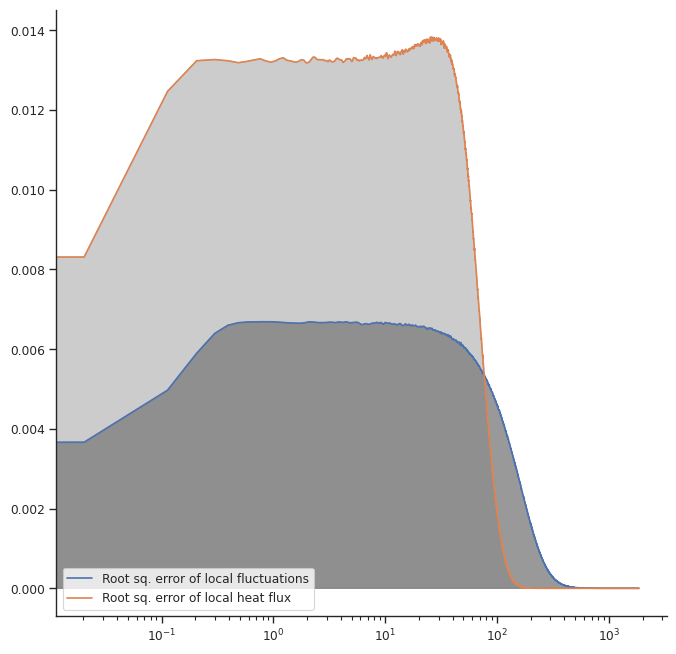 0.014
0.012
0.010
0.008
0.006
0.004
0.002
0.000
Root sq. error of local fluctuations
Root sq. error of local heat flux
10⁻¹ 10⁰ 10¹ 10² 10³